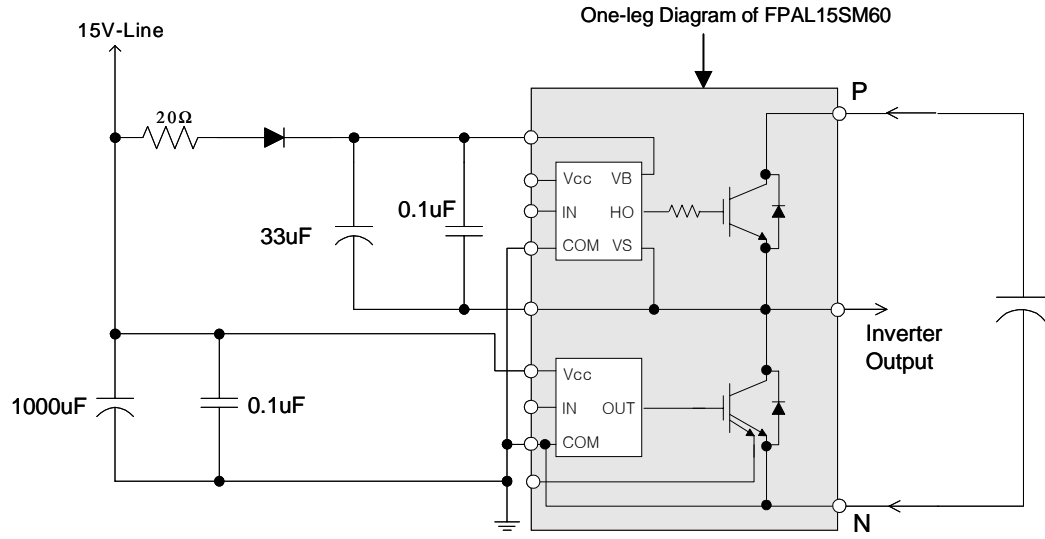 One-leg Diagram of FPAL15SM60
15V-Line
P
20Ω
Vcc VB
0.1uF
IN HO
33uF
COM VS
Inverter
Output
Vcc
1000uF
0.1uF
IN OUT
COM
N